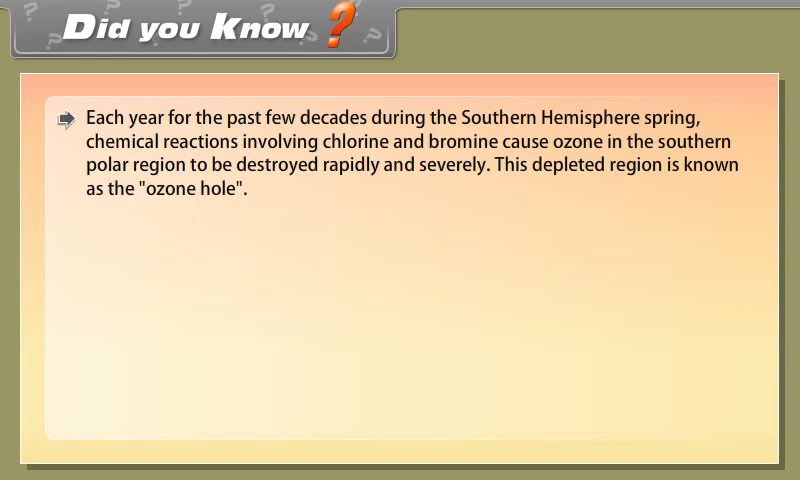 Did you Know ?
Each year for the past few decades during the Southern Hemisphere spring,
chemical reactions involving chlorine and bromine cause ozone in the southern
polar region to be destroyed rapidly and severely. This depleted region is known
as the "ozone hole".